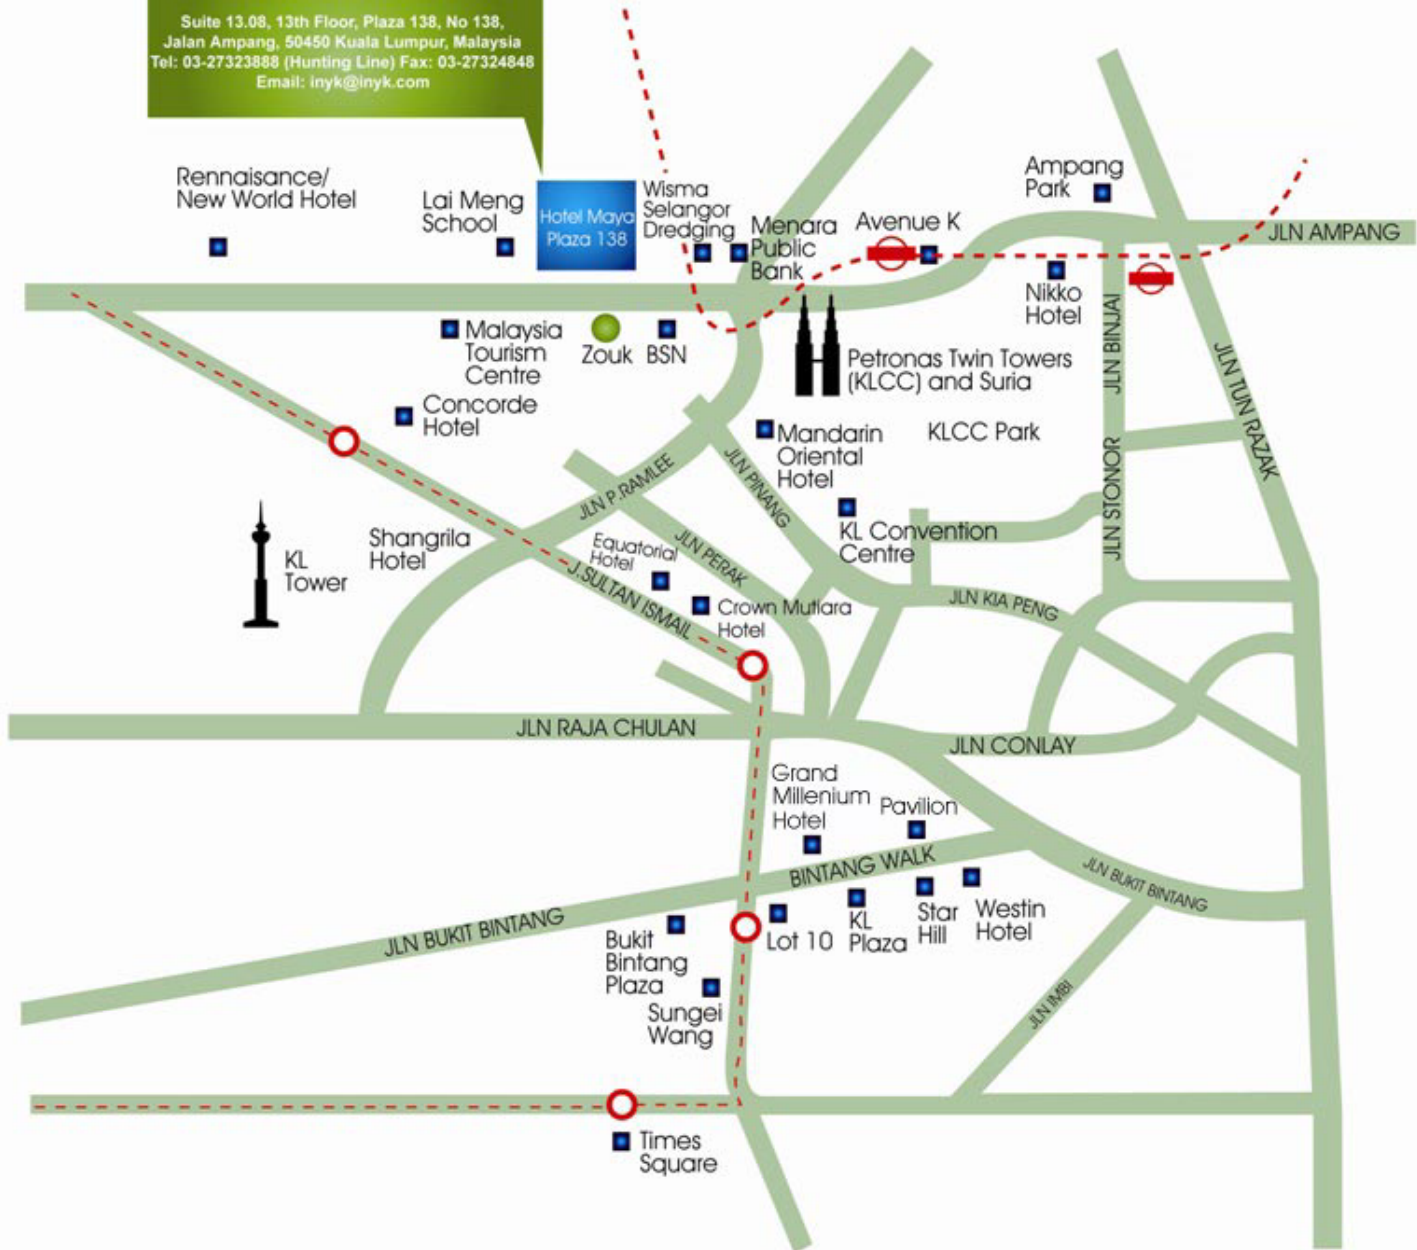 Suite 13.08, 13th Floor, Plaza 138, No 138,
Jalan Ampang, 50450 Kuala Lumpur, Malaysia
Tel: 03-27323888 (Hunting Line) Fax: 03-27324848
Email: inyk@inyk.com
Rennaisance/
New World Hotel
Lai Meng
School
Hotel Maya
Plaza 138
Wisma
Selangor
Dredging
Menara
Public
Bank
Avenue K
Ampang
Park
JLN AMPANG
Nikko
Hotel
JLN BINJAI
JLN TUN RAZAK
Malaysia
Tourism
Centre
Zouk
BSN
Petronas Twin Towers
(KLCC) and Suria
Concorde
Hotel
Mandarin
Oriental
Hotel
KLCC Park
JLN P.RAMLEE
JLN PINANG
JLN STONOR
KL Convention
Centre
KL
Tower
Shangrila
Hotel
Equatorial
Hotel
JLN PERAK
J.SULTAN ISMAIL
Crown Mutiara
Hotel
JLN KIA PENG
JLN RAJA CHULAN
JLN CONLAY
Grand
Millenium
Hotel
Pavilion
BINTANG WALK
JLN BUKIT BINTANG
JLN BUKIT BINTANG
Bukit
Bintang
Plaza
Lot 10
KL
Plaza
Star
Hill
Westin
Hotel
Sungei
Wang
JLN IMBI
Times
Square